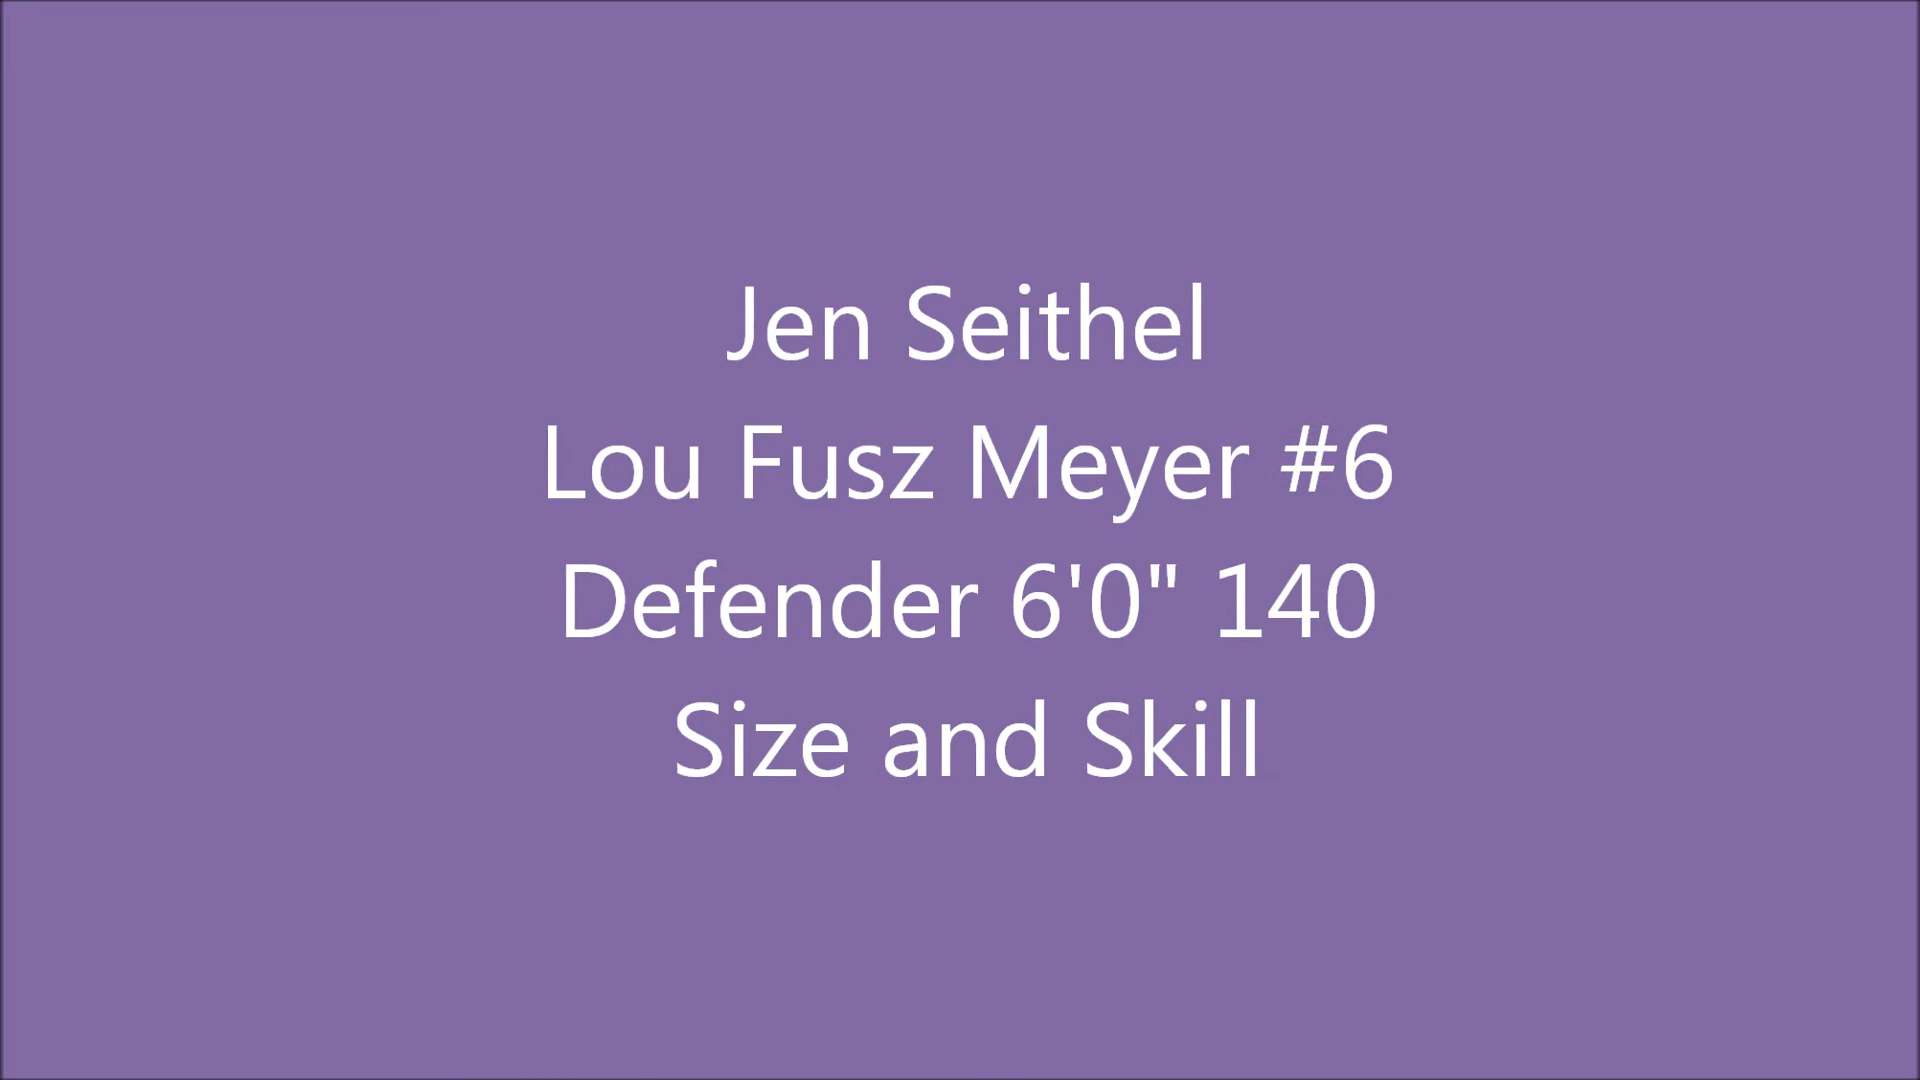 Jen Seithel
Lou Fusz Meyer #6
Defender 6'0" 140
Size and Skill